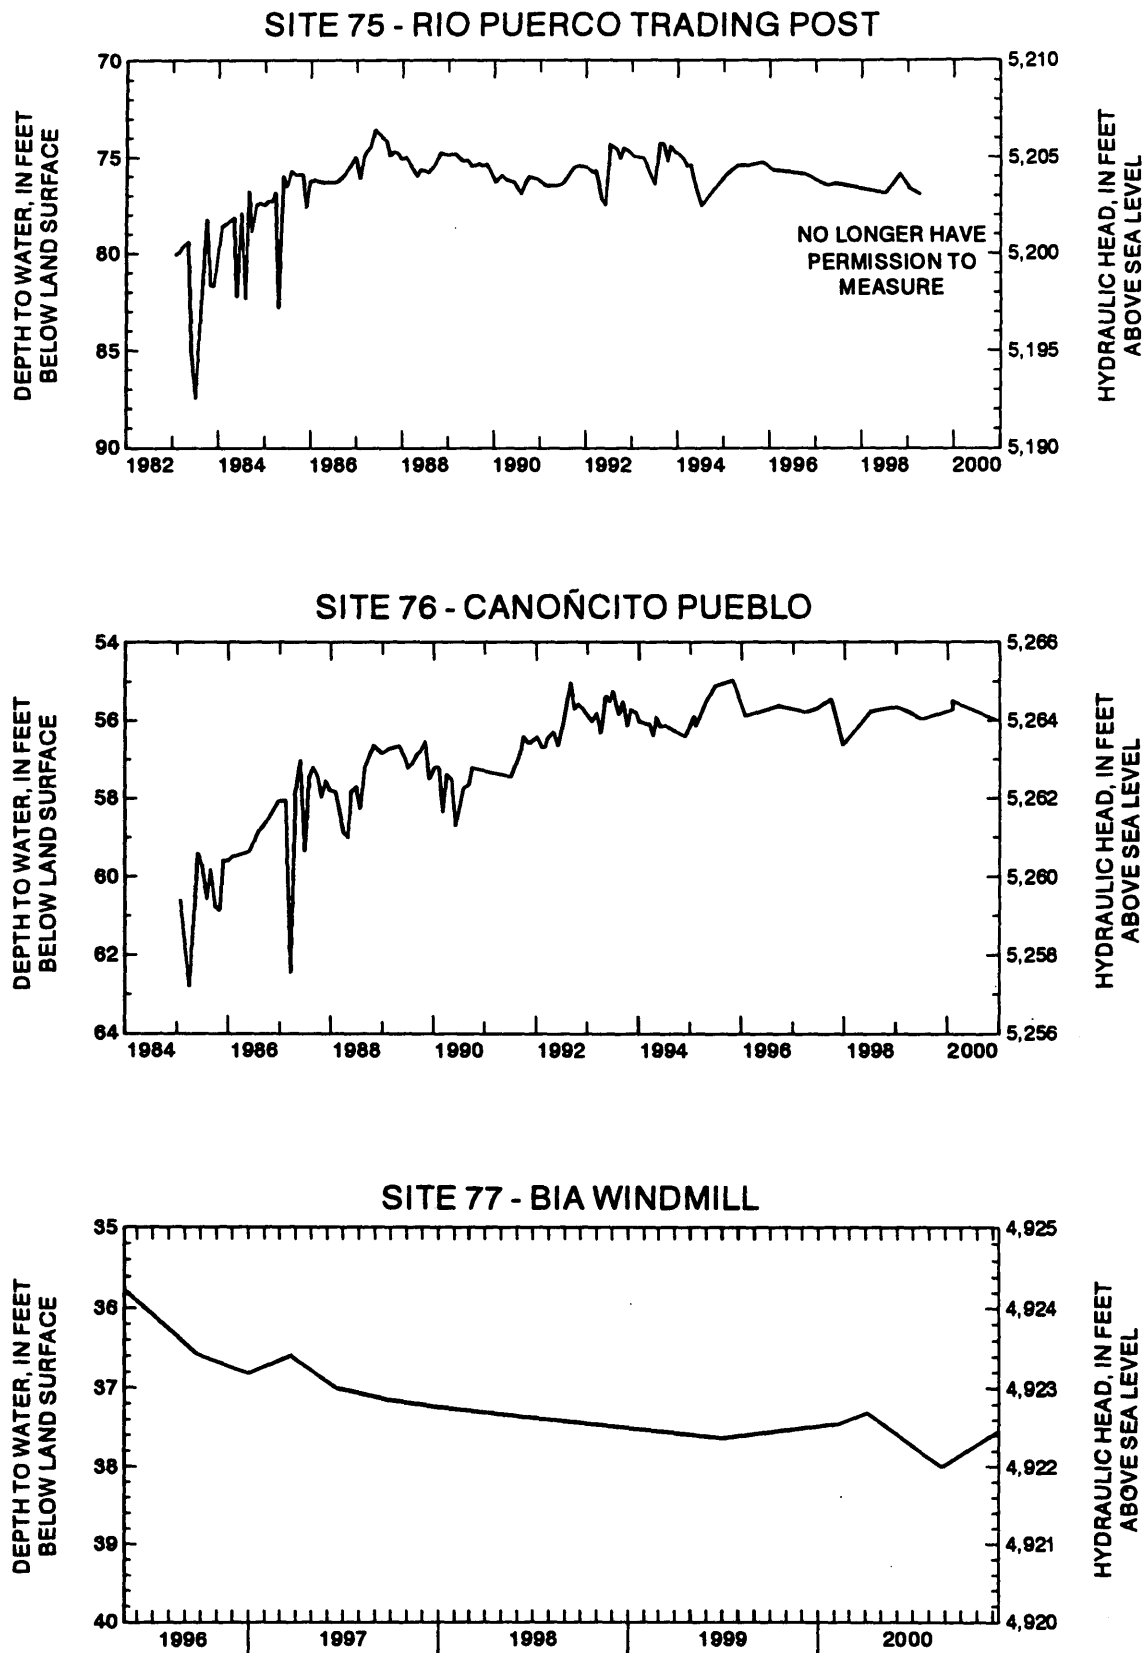 SITE 75 - RIO PUERCO TRADING POST
DEPTH TO WATER, IN FEET
BELOW LAND SURFACE
70
75
80
85
90
5,210
5,205
5,200
5,195
5,190
HYDRAULIC HEAD, IN FEET
ABOVE SEA LEVEL
NO LONGER HAVE
PERMISSION TO
MEASURE
1982 1984 1986 1988 1990 1992 1994 1996 1998 2000
SITE 76 - CANOÑCITO PUEBLO
DEPTH TO WATER, IN FEET
BELOW LAND SURFACE
54
56
58
60
62
64
5,266
5,264
5,262
5,260
5,258
5,256
HYDRAULIC HEAD, IN FEET
ABOVE SEA LEVEL
1984 1986 1988 1990 1992 1994 1996 1998 2000
SITE 77 - BIA WINDMILL
DEPTH TO WATER, IN FEET
BELOW LAND SURFACE
35
36
37
38
39
40
4,925
4,924
4,923
4,922
4,921
4,920
HYDRAULIC HEAD, IN FEET
ABOVE SEA LEVEL
1996 1997 1998 1999 2000